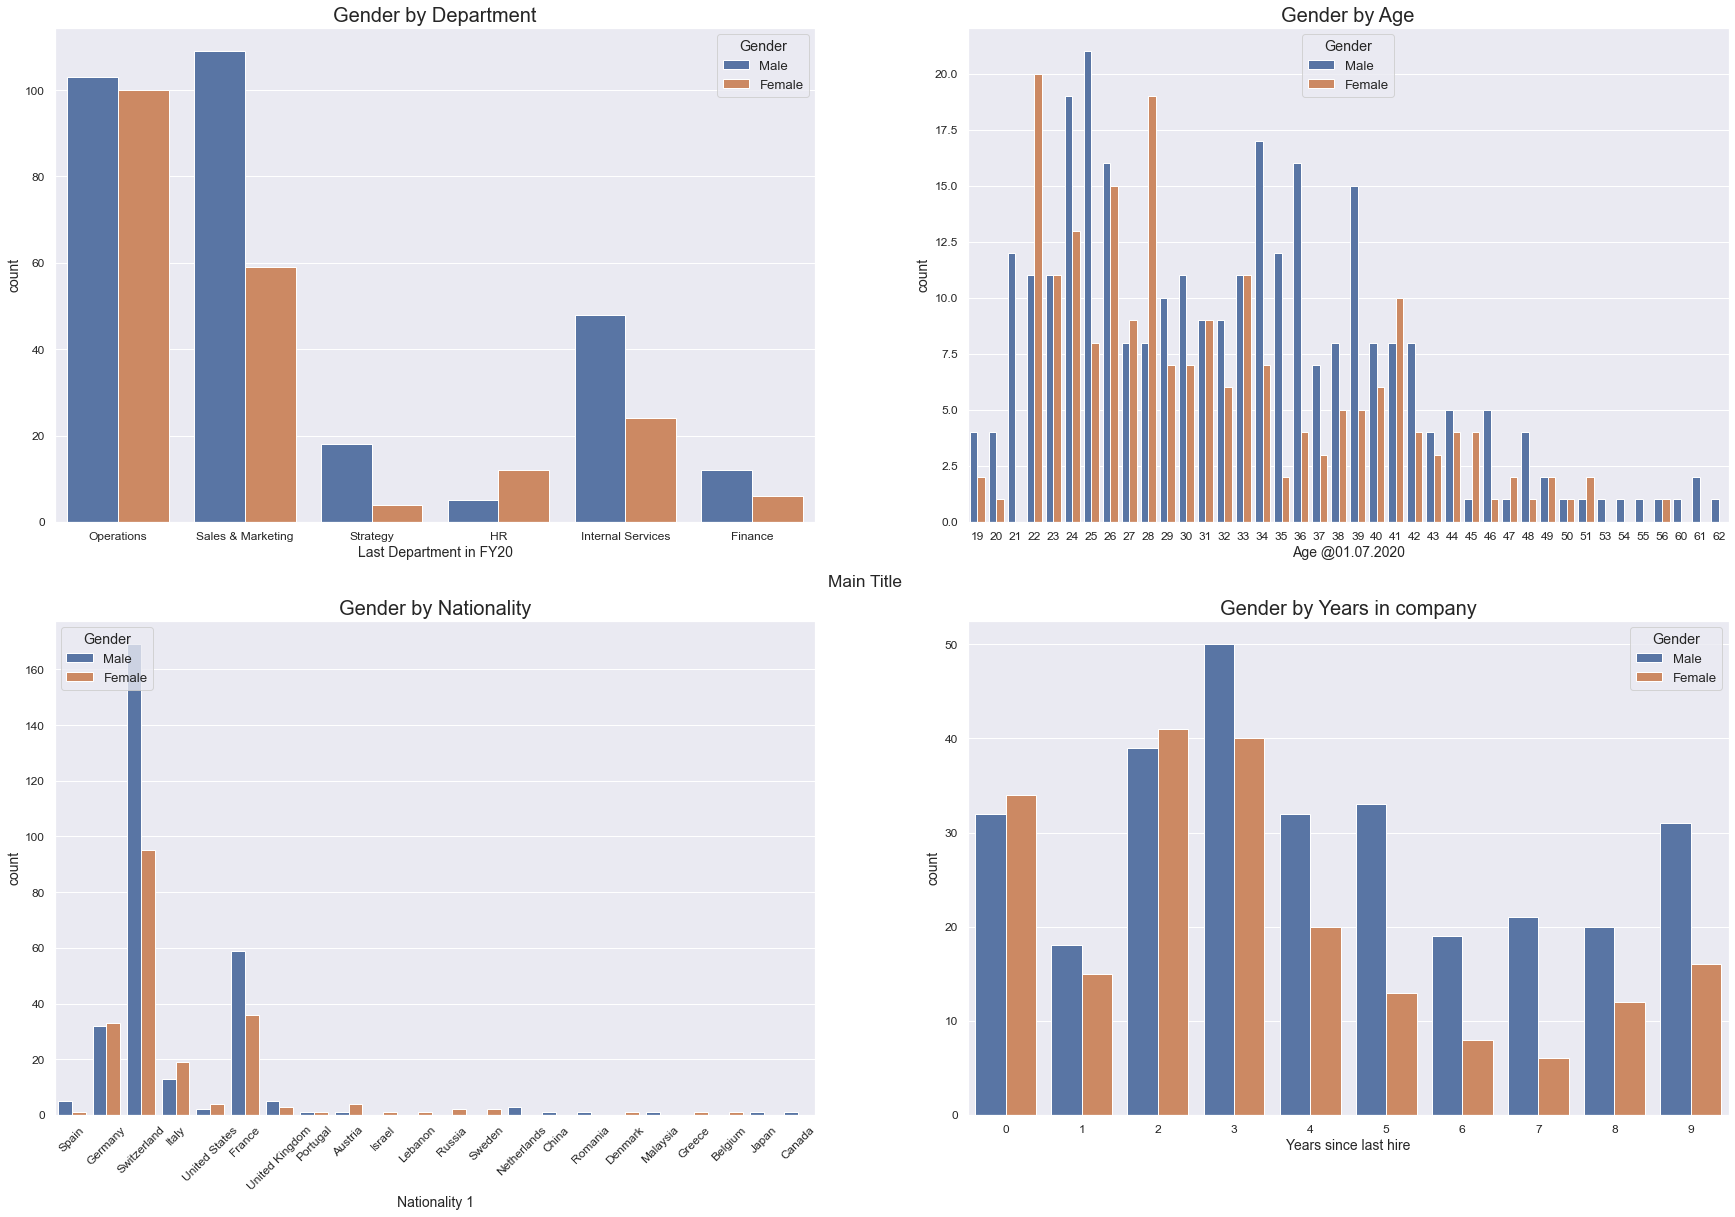 Gender by Department
Gender
Male
Female
100
80
60
40
20
0
count
Operations Sales & Marketing Strategy HR Internal Services Finance
Last Department in FY20
Gender by Age
Gender
Male
Female
20.0
17.5
15.0
12.5
10.0
7.5
5.0
2.5
0.0
count
19 20 21 22 23 24 25 26 27 28 29 30 31 32 33 34 35 36 37 38 39 40 41 42 43 44 45 46 47 48 49 50 51 53 54 55 56 60 61 62
Age @01.07.2020
Main Title
Gender by Nationality
Gender
Male
Female
160
140
120
100
80
60
40
20
0
count
Spain Germany Switzerland Italy United States France United Kingdom Portugal Austria Israel Lebanon Russia Sweden Netherlands China Romania Denmark Malaysia Greece Belgium Japan Canada
Nationality 1
Gender by Years in company
Gender
Male
Female
50
40
30
20
10
0
count
0 1 2 3 4 5 6 7 8 9
Years since last hire